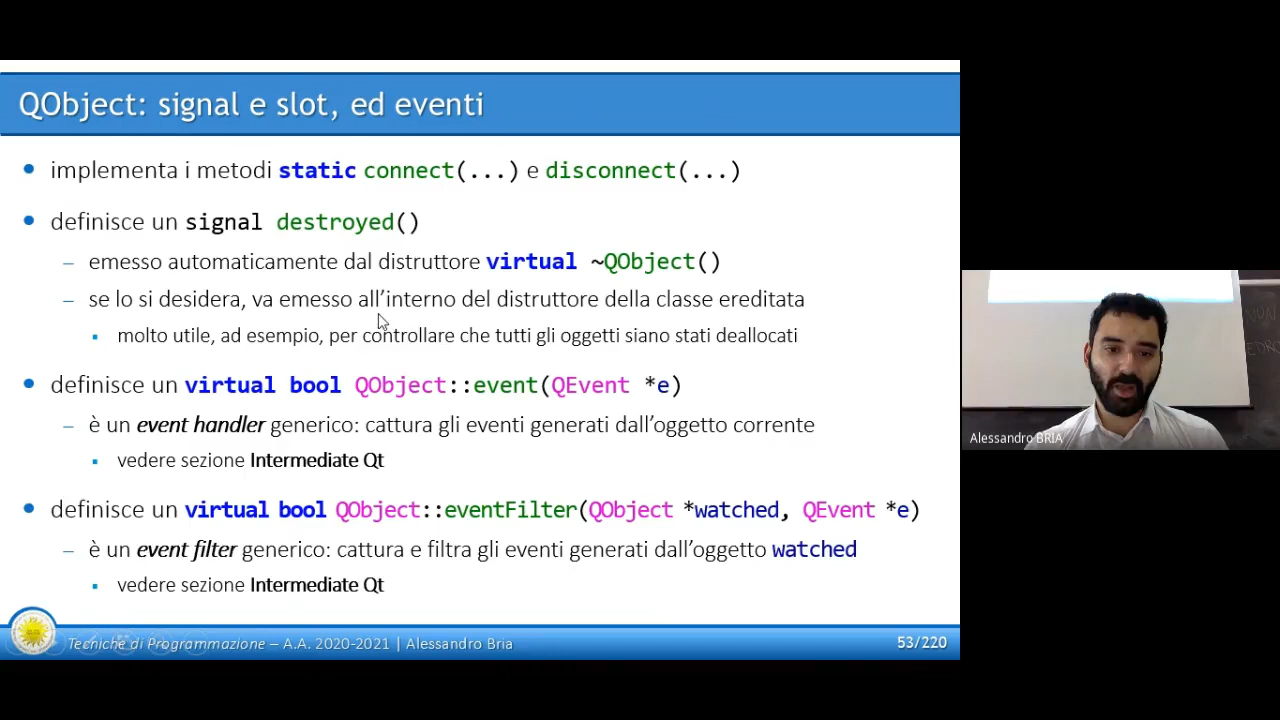 QObject: signal e slot, ed eventi
• implementa i metodi static connect(...) e disconnect(...)
• definisce un signal destroyed()
– emesso automaticamente dal distruttore virtual ~QObject()
– se lo si desidera, va emesso all'interno del distruttore della classe ereditata
▪ molto utile, ad esempio, per controllare che tutti gli oggetti siano stati deallocati
• definisce un virtual bool QObject::event(QEvent *e)
– è un event handler generico: cattura gli eventi generati dall'oggetto corrente
▪ vedere sezione Intermediate Qt
• definisce un virtual bool QObject::eventFilter(QObject *watched, QEvent *e)
– è un event filter generico: cattura e filtra gli eventi generati dall'oggetto watched
▪ vedere sezione Intermediate Qt
Tecniche di Programmazione – A.A. 2020-2021 | Alessandro Bria
53/220
Alessandro BRIA